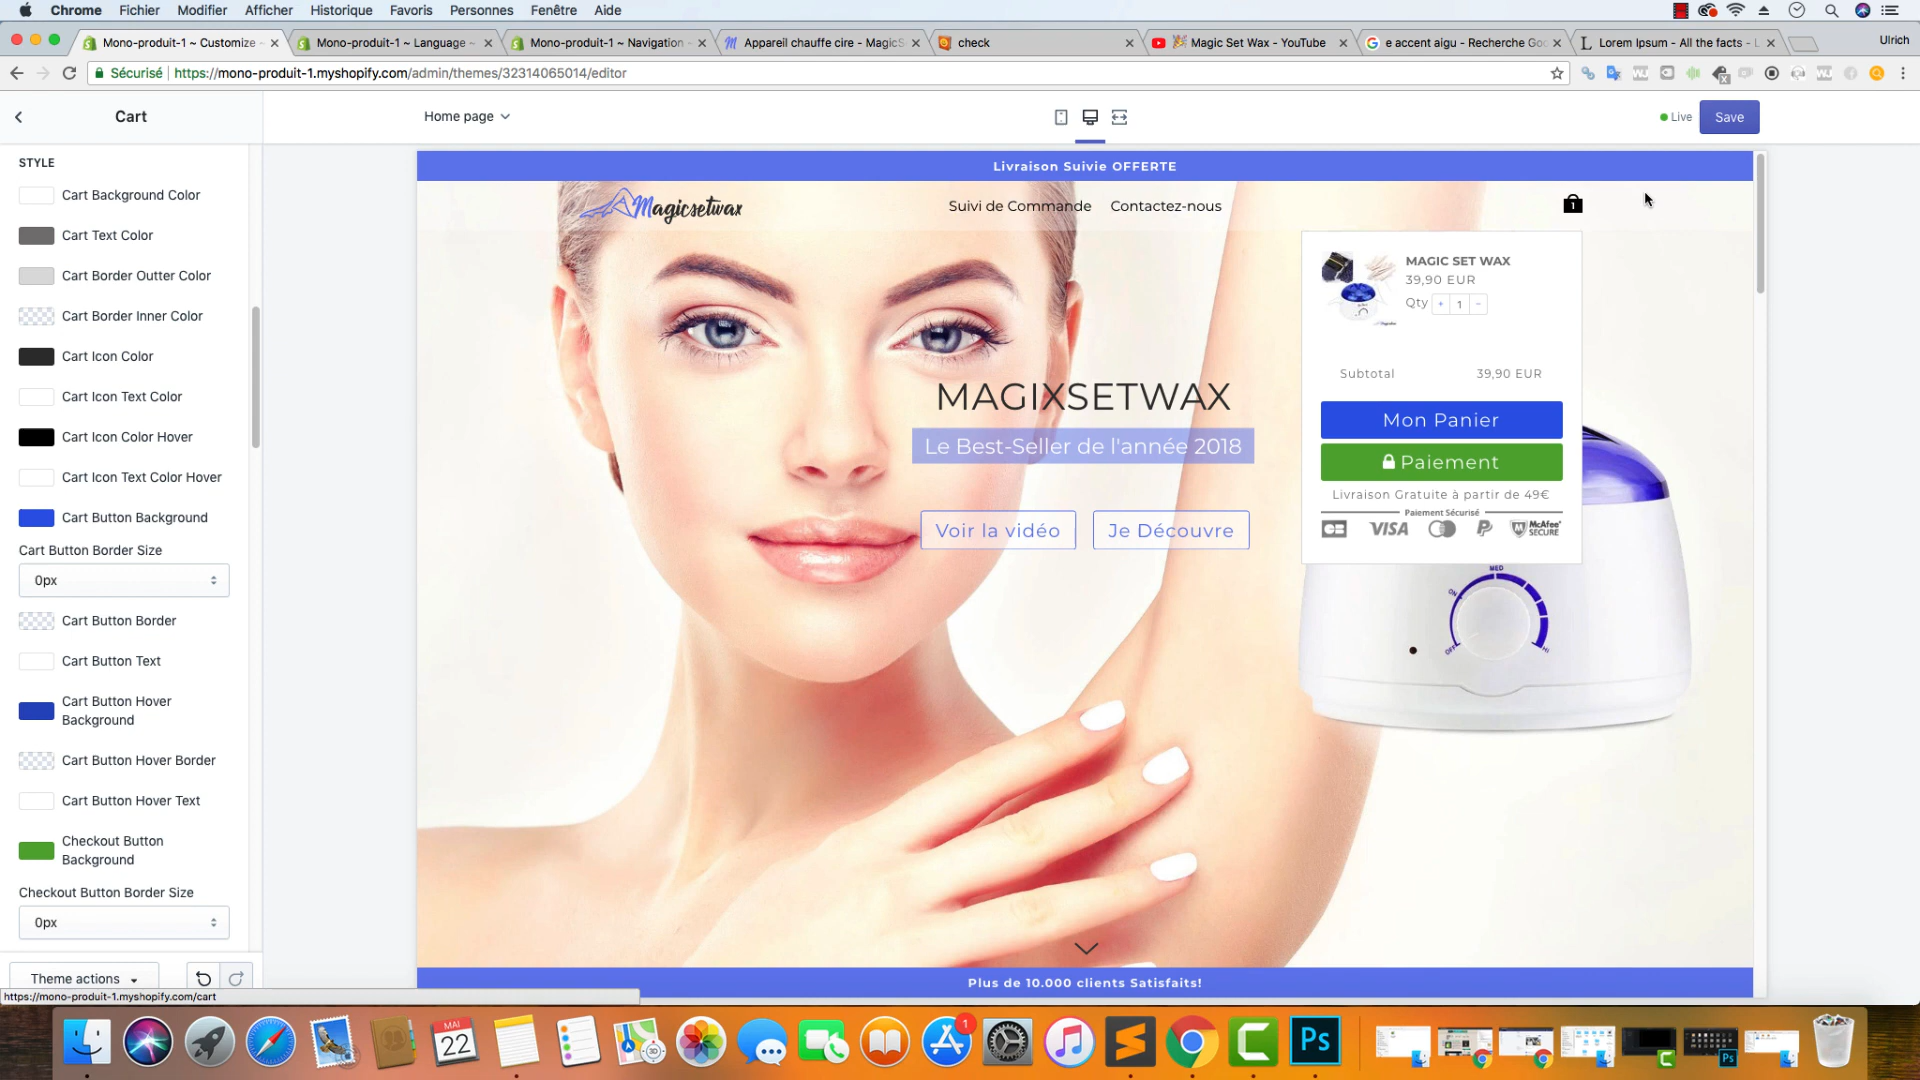 Chrome Fichier Modifier Afficher Historique Favoris Personnes Fenêtre Aide
Mono-produit-1 ~ Customize ~ Mono-produit-1 ~ Language ~ Mono-produit-1 ~ Navigation ~ Appareil chauffe cire - MagicS check Magic Set Wax - YouTube e accent aigu - Recherche Goo Lorem Ipsum - All the facts - L Ulrich
Sécurisé https://mono-produit-1.myshopify.com/admin/themes/32314065014/editor
Cart
Home page
Live
Save
STYLE
Cart Background Color
Cart Text Color
Cart Border Outter Color
Cart Border Inner Color
Cart Icon Color
Cart Icon Text Color
Cart Icon Color Hover
Cart Icon Text Color Hover
Cart Button Background
Cart Button Border Size
0px
Cart Button Border
Cart Button Text
Cart Button Hover
Background
Cart Button Hover Border
Cart Button Hover Text
Checkout Button
Background
Checkout Button Border Size
0px
Theme actions
https://mono-produit-1.myshopify.com/cart
Livraison Suivie OFFERTE
Magicsetwax
Suivi de Commande Contactez-nous
1
MAGIC SET WAX
39,90 EUR
Qty + 1 -
Subtotal 39,90 EUR
Mon Panier
Paiement
Livraison Gratuite à partir de 49€
Paiement Sécurisé
CB VISA McAfee SECURE
MAGIXSETWAX
Le Best-Seller de l'année 2018
Voir la vidéo Je Découvre
MED
ON
OFF
HI
Plus de 10.000 clients Satisfaits!
MAI
22
3D
1
Ps